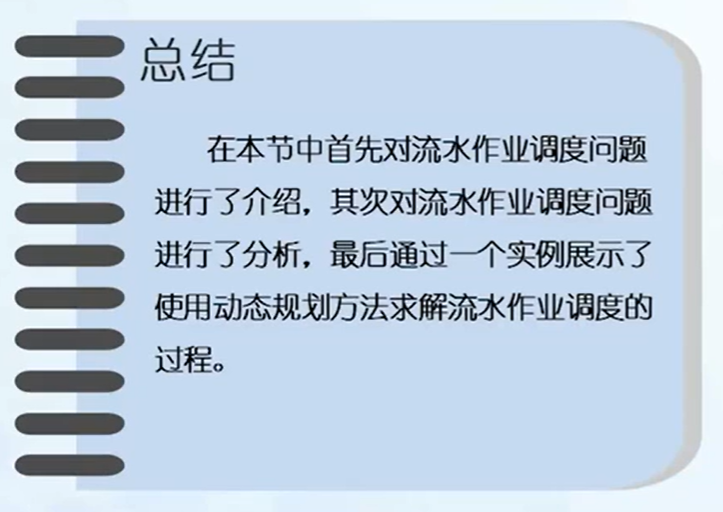 总结
在本节中首先对流水作业调度问题
进行了介绍，其次对流水作业调度问题
进行了分析，最后通过一个实例展示了
使用动态规划方法求解流水作业调度的
过程。